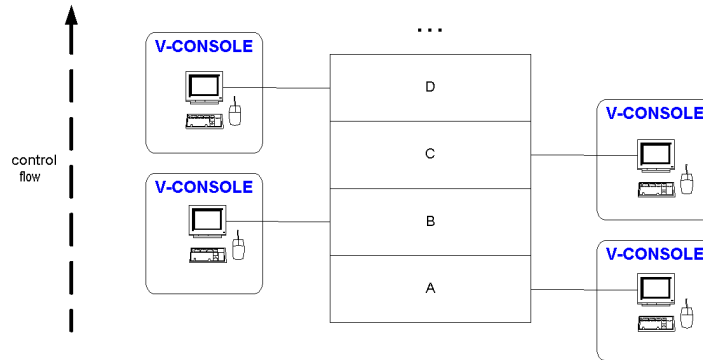 ...
V-CONSOLE
D
V-CONSOLE
C
control
flow
V-CONSOLE
B
V-CONSOLE
A